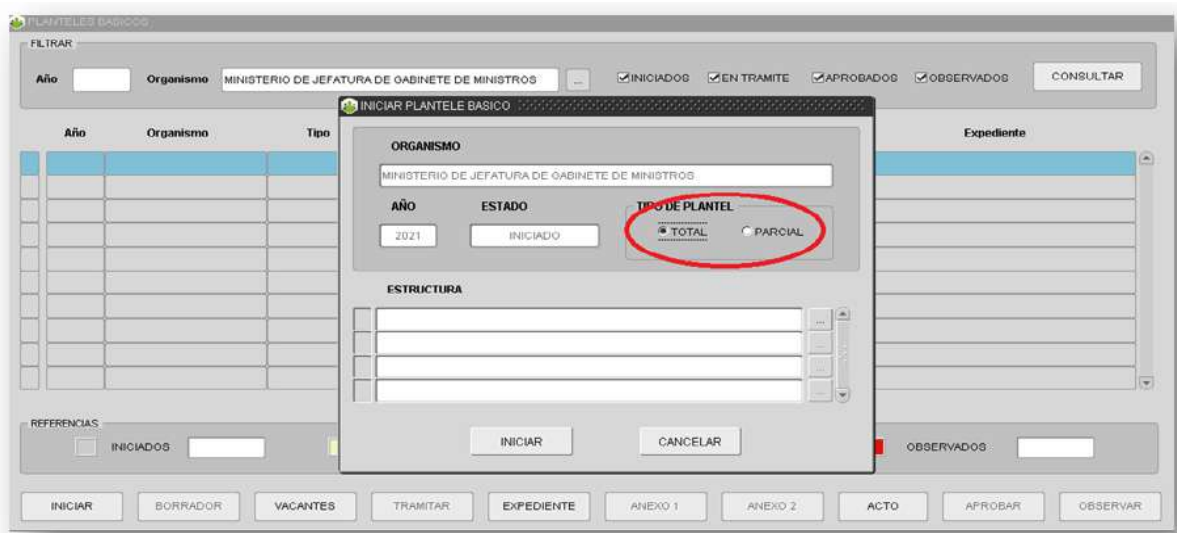 PLANTELES BASICOS
FILTRAR
Año Organismo MINISTERIO DE JEFATURA DE GABINETE DE MINISTROS ... INICIADOS EN TRAMITE APROBADOS OBSERVADOS CONSULTAR
Año Organismo Tipo Expediente
INICIAR PLANTELE BASICO
ORGANISMO
MINISTERIO DE JEFATURA DE GABINETE DE MINISTROS
AÑO ESTADO TIPO DE PLANTEL
2021 INICIADO TOTAL PARCIAL
ESTRUCTURA
...
...
...
...
INICIAR CANCELAR
REFERENCIAS
INICIADOS OBSERVADOS
INICIAR BORRADOR VACANTES TRAMITAR EXPEDIENTE ANEXO 1 ANEXO 2 ACTO APROBAR OBSERVAR